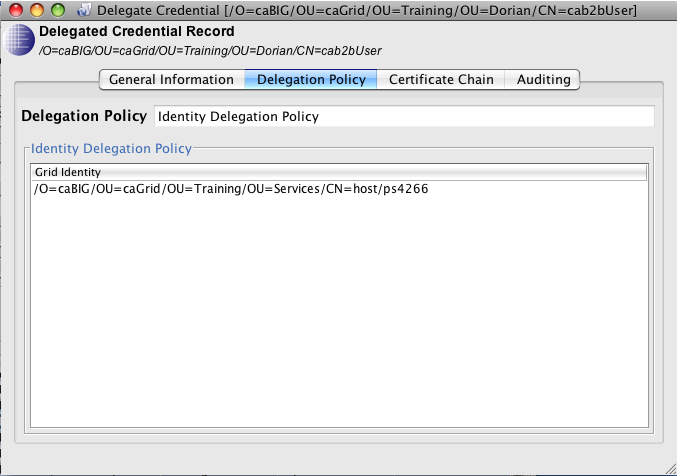 Delegate Credential [/O=caBIG/OU=caGrid/OU=Training/OU=Dorian/CN=cab2bUser]
Delegated Credential Record
/O=caBIG/OU=caGrid/OU=Training/OU=Dorian/CN=cab2bUser
General Information Delegation Policy Certificate Chain Auditing
Delegation Policy Identity Delegation Policy
Identity Delegation Policy
Grid Identity
/O=caBIG/OU=caGrid/OU=Training/OU=Services/CN=host/ps4266